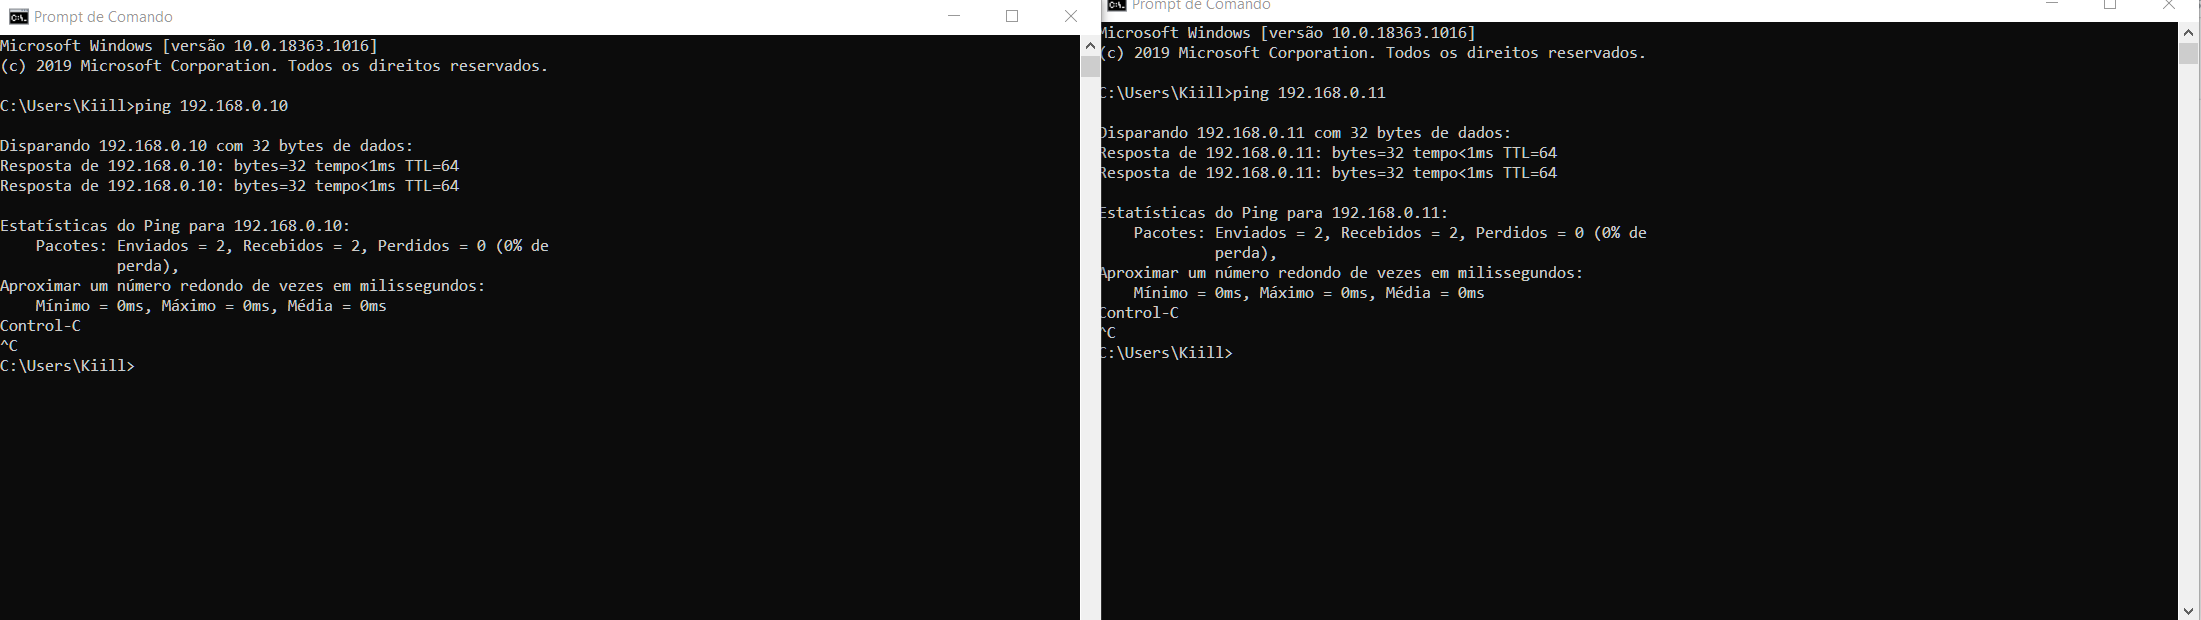 Prompt de Comando
Microsoft Windows [versão 10.0.18363.1016]
(c) 2019 Microsoft Corporation. Todos os direitos reservados.
C:\Users\Kiill>ping 192.168.0.10
Disparando 192.168.0.10 com 32 bytes de dados:
Resposta de 192.168.0.10: bytes=32 tempo<1ms TTL=64
Resposta de 192.168.0.10: bytes=32 tempo<1ms TTL=64
Estatísticas do Ping para 192.168.0.10:
    Pacotes: Enviados = 2, Recebidos = 2, Perdidos = 0 (0% de
             perda),
Aproximar um número redondo de vezes em milissegundos:
    Mínimo = 0ms, Máximo = 0ms, Média = 0ms
Control-C
^C
C:\Users\Kiill>
Prompt de Comando
Microsoft Windows [versão 10.0.18363.1016]
(c) 2019 Microsoft Corporation. Todos os direitos reservados.
C:\Users\Kiill>ping 192.168.0.11
Disparando 192.168.0.11 com 32 bytes de dados:
Resposta de 192.168.0.11: bytes=32 tempo<1ms TTL=64
Resposta de 192.168.0.11: bytes=32 tempo<1ms TTL=64
Estatísticas do Ping para 192.168.0.11:
    Pacotes: Enviados = 2, Recebidos = 2, Perdidos = 0 (0% de
             perda),
Aproximar um número redondo de vezes em milissegundos:
    Mínimo = 0ms, Máximo = 0ms, Média = 0ms
Control-C
^C
C:\Users\Kiill>